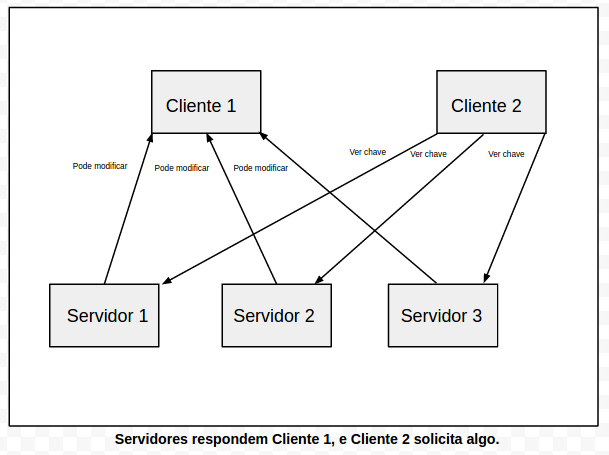 Cliente 1
Cliente 2
Ver chave
Ver chave
Ver chave
Pode modificar
Pode modificar
Pode modificar
Servidor 1
Servidor 2
Servidor 3
Servidores respondem Cliente 1, e Cliente 2 solicita algo.